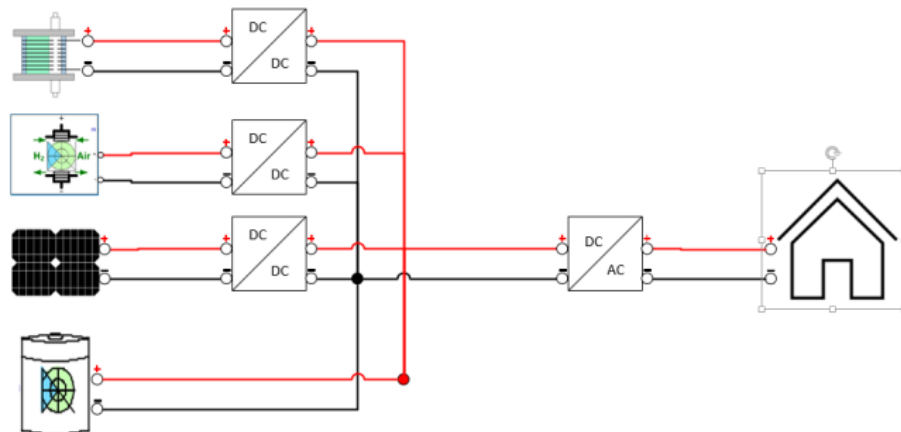 + + DC +
- - DC -
+
H₂ Air
+ + DC +
- - DC -
+ + DC + + DC + +
- - DC - - AC - -
+
-